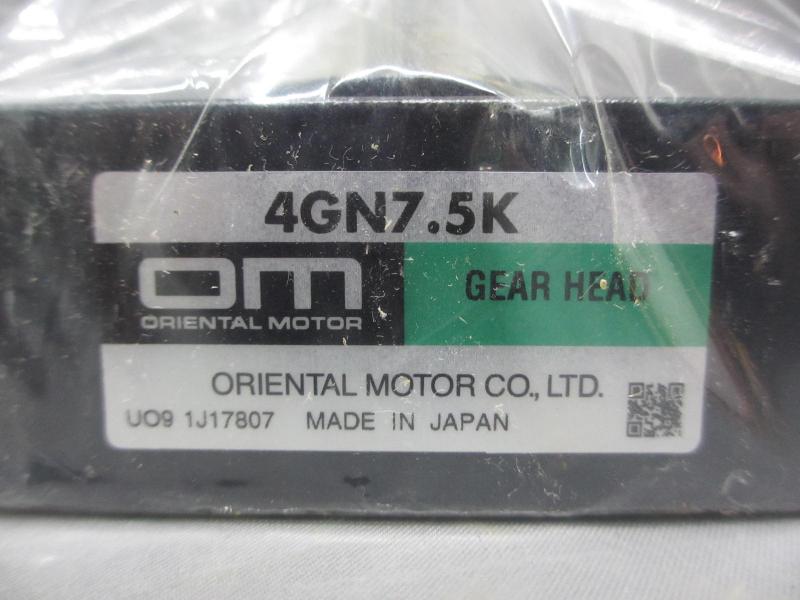 4GN7.5K
om
ORIENTAL MOTOR
GEAR HEAD
ORIENTAL MOTOR CO., LTD.
UO9 1J17807 MADE IN JAPAN